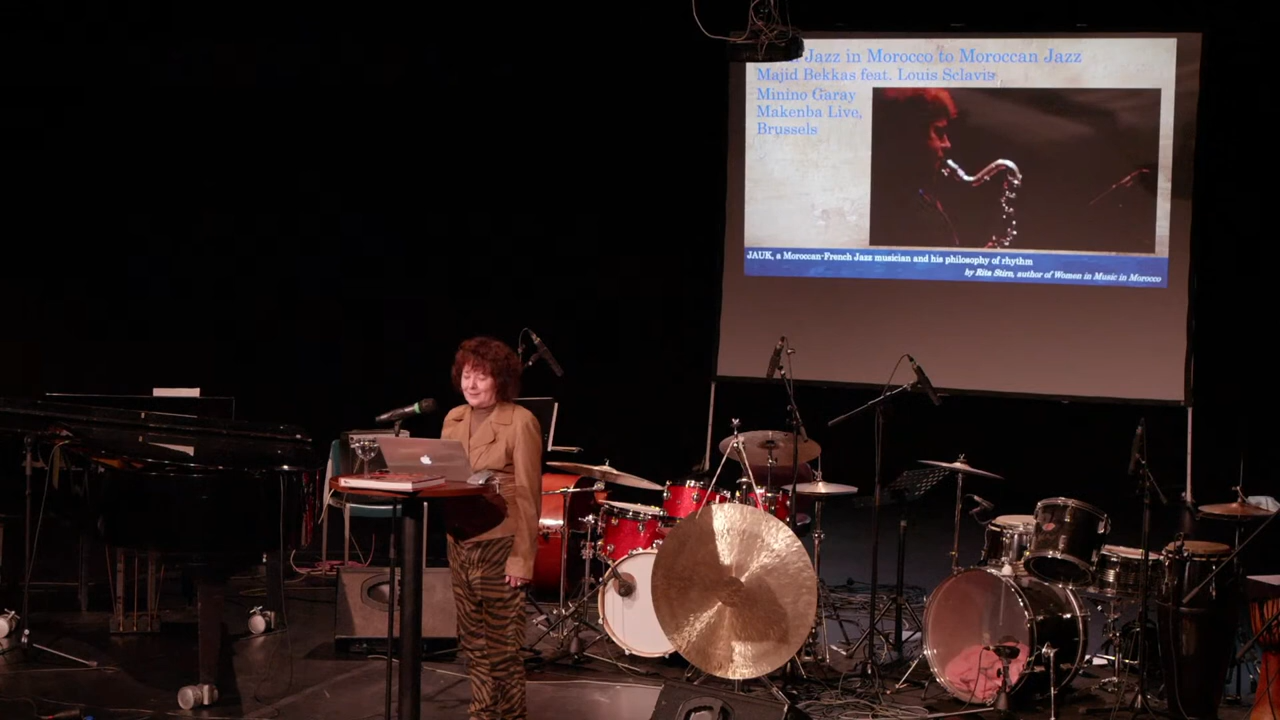 Jazz in Morocco to Moroccan Jazz
Majid Bekkas feat. Louis Sclavis,
Minino Garay
Makenba Live,
Brussels
JAUK, a Moroccan-French Jazz musician and his philosophy of rhythm
by Rita Stirn, author of Women in Music in Morocco